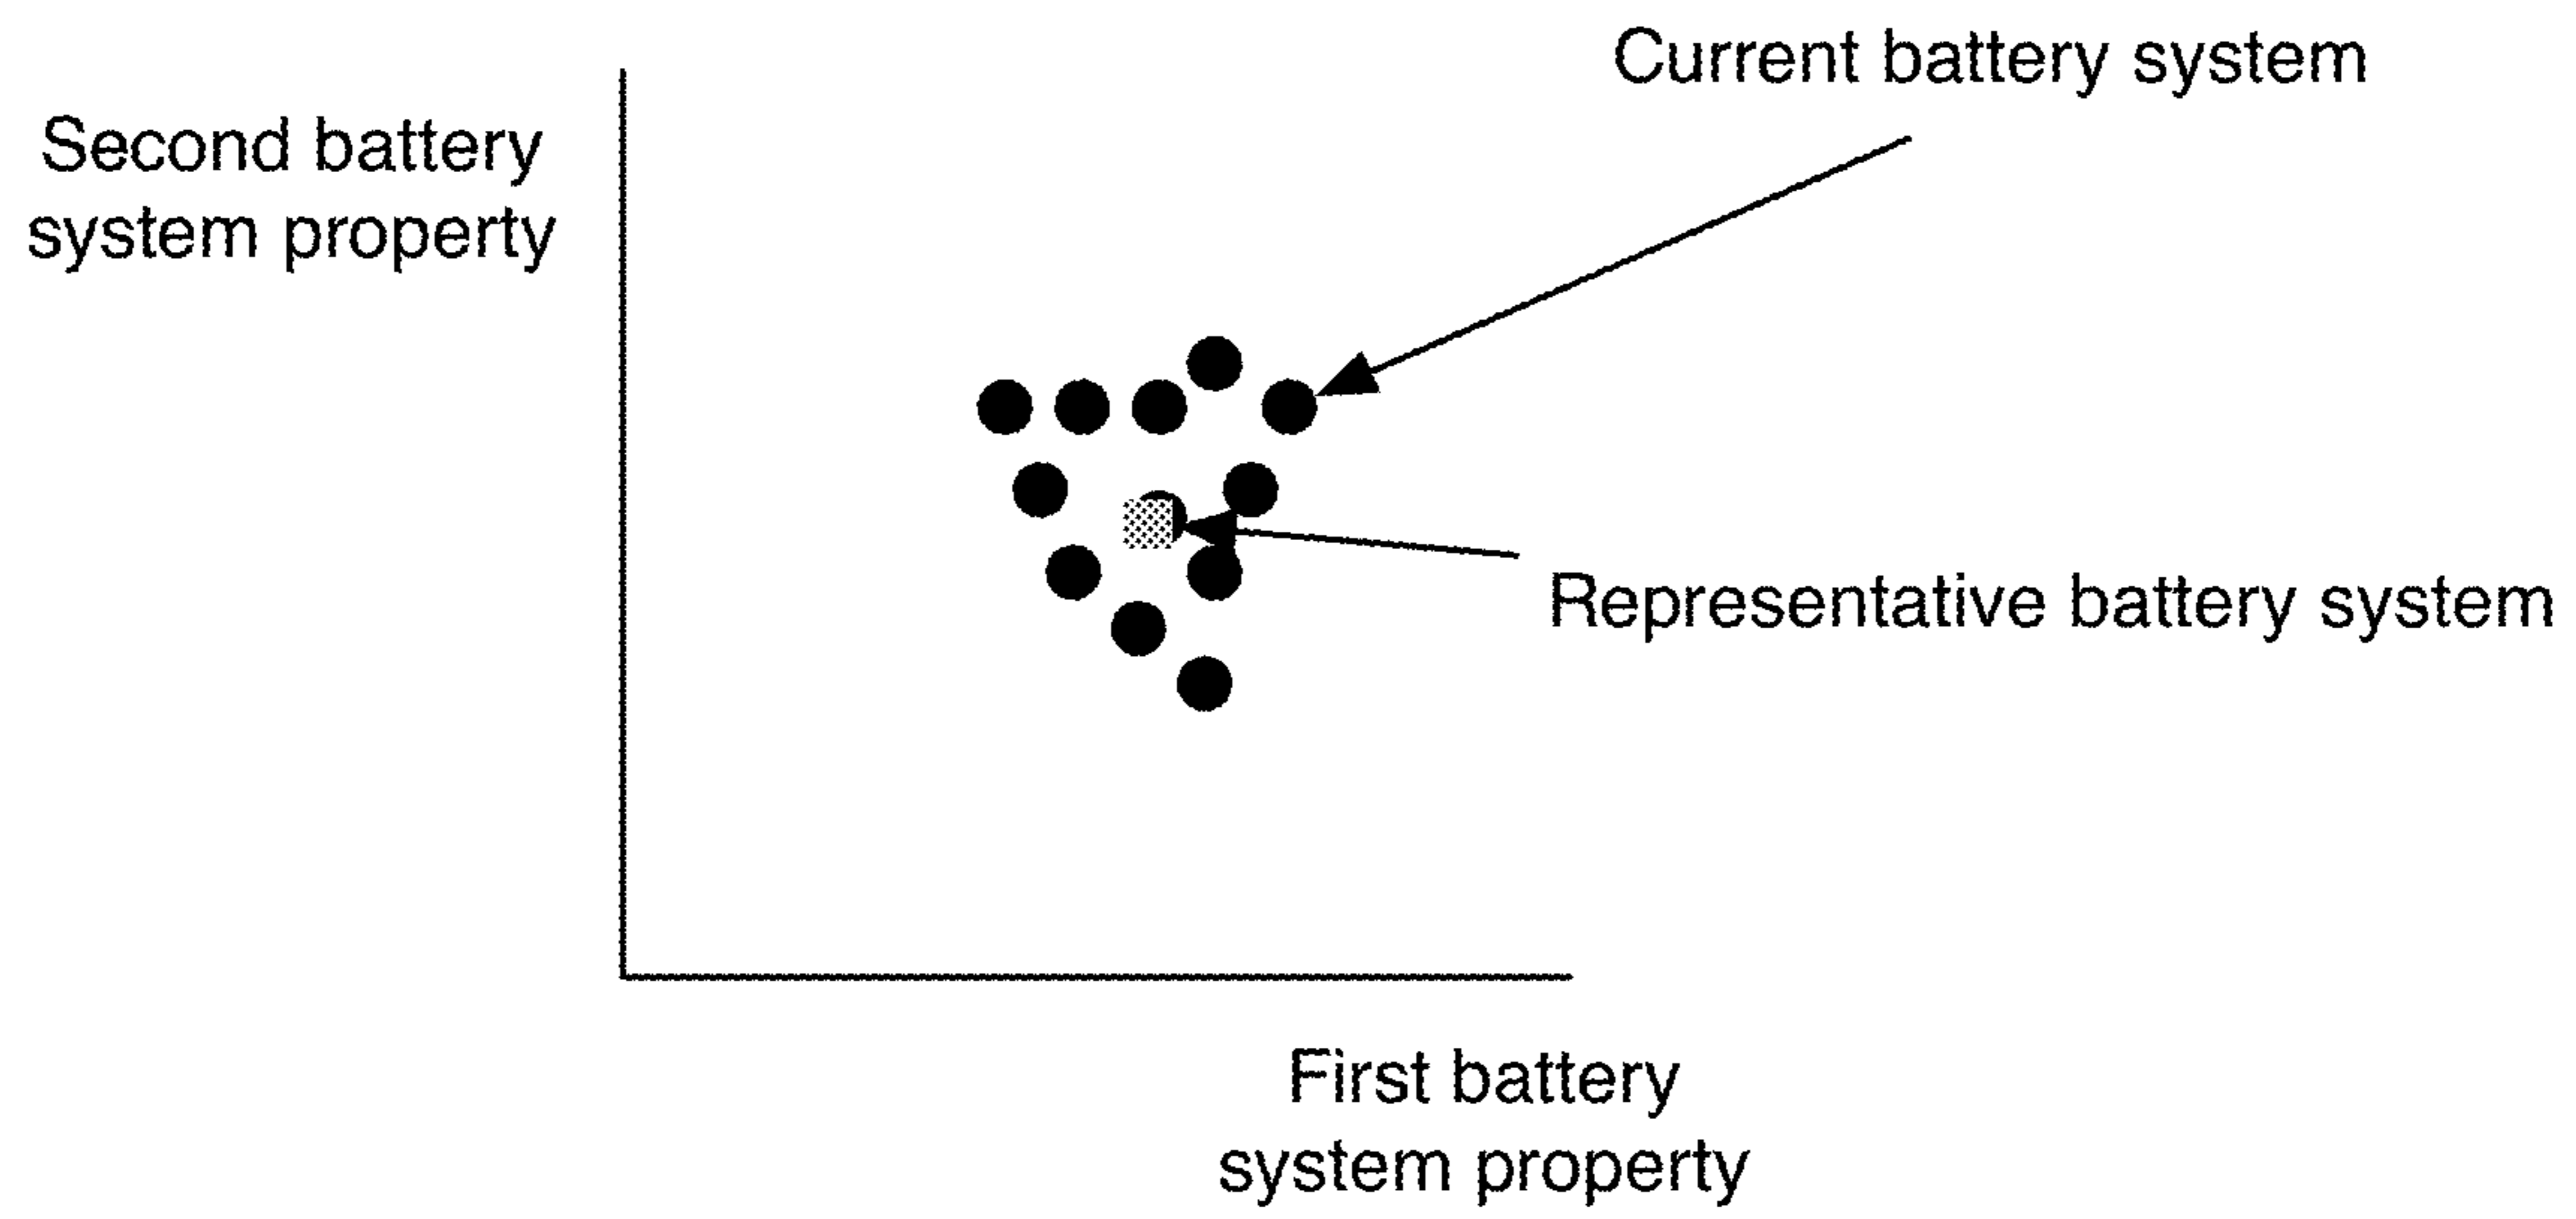 Current battery system
Second battery
system property
Representative battery system
First battery
system property